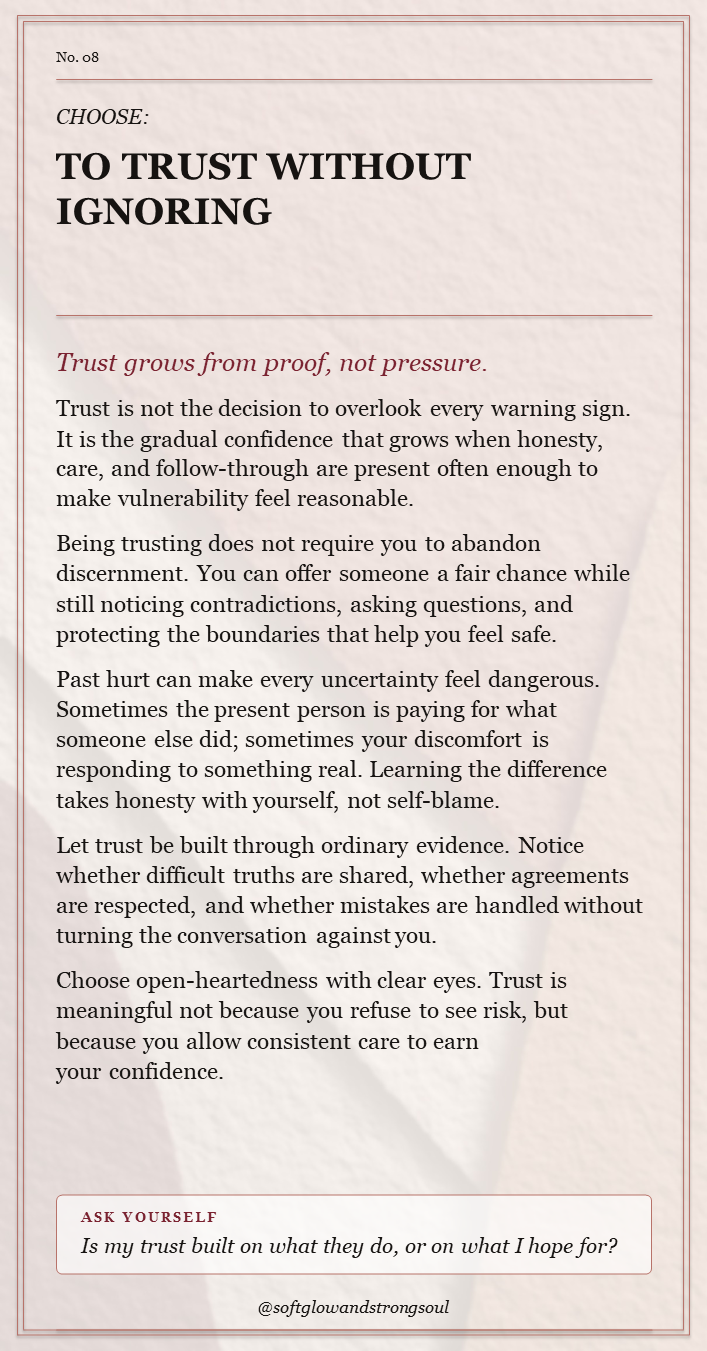 No. 08
CHOOSE:
TO TRUST WITHOUT
IGNORING
Trust grows from proof, not pressure.
Trust is not the decision to overlook every warning sign.
It is the gradual confidence that grows when honesty,
care, and follow-through are present often enough to
make vulnerability feel reasonable.
Being trusting does not require you to abandon
discernment. You can offer someone a fair chance while
still noticing contradictions, asking questions, and
protecting the boundaries that help you feel safe.
Past hurt can make every uncertainty feel dangerous.
Sometimes the present person is paying for what
someone else did; sometimes your discomfort is
responding to something real. Learning the difference
takes honesty with yourself, not self-blame.
Let trust be built through ordinary evidence. Notice
whether difficult truths are shared, whether agreements
are respected, and whether mistakes are handled without
turning the conversation against you.
Choose open-heartedness with clear eyes. Trust is
meaningful not because you refuse to see risk, but
because you allow consistent care to earn
your confidence.
ASK YOURSELF
Is my trust built on what they do, or on what I hope for?
@softglowandstrongsoul